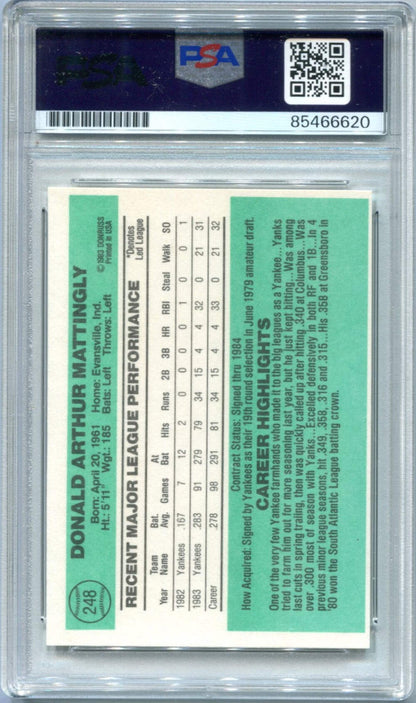 PSA
85466620
248
DONALD ARTHUR MATTINGLY
Born: April 20, 1961 Home: Evansville, Ind.
Ht.: 5'11" Wgt.: 185 Bats: Left Throws: Left
© 1983 DONRUSS
Printed in USA
RECENT MAJOR LEAGUE PERFORMANCE
*Denotes
Led League
Year Team Name Bat. Avg. Games At Bat Hits Runs 2B 3B HR RBI Steal Walk SO
1982 Yankees .167 7 12 2 0 0 0 0 1 0 0 1
1983 Yankees .283 91 279 79 34 15 4 4 32 0 21 31
Career .278 98 291 81 34 15 4 4 33 0 21 32
Contract Status: Signed thru 1984
How Acquired: Signed by Yankees as their 19th round selection in June 1979 amateur draft.
CAREER HIGHLIGHTS
One of the very few Yankee farmhands who made it to the big leagues as a Yankee...Yanks
tried to farm him out for more seasoning last year, but he just kept hitting...Was among
last cuts in spring training, then was quickly called up after hitting .340 at Columbus...Was
over .300 most of season with Yanks...Excelled defensively in both RF and 1B...In 4
previous minor league seasons, hit .349, .358, .316 and .315...His .358 at Greensboro in
'80 won the South Atlantic League batting crown.